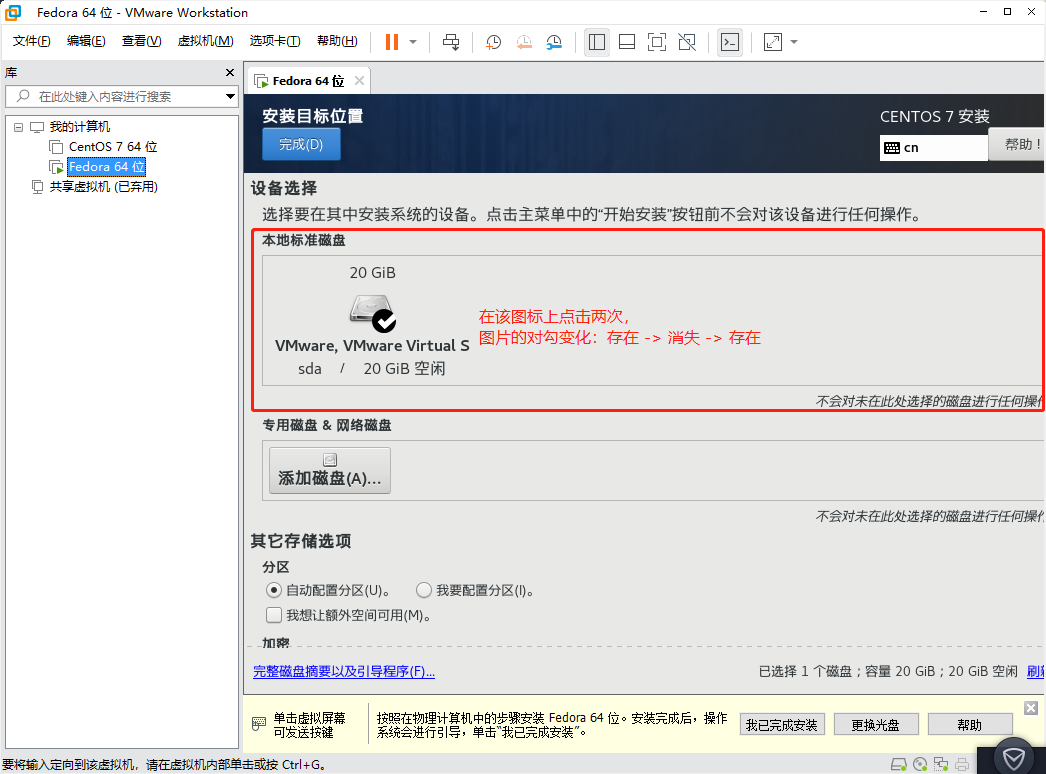 Fedora 64 位 - VMware Workstation
文件(F) 编辑(E) 查看(V) 虚拟机(M) 选项卡(T) 帮助(H)
库
在此处键入内容进行搜索
我的计算机
CentOS 7 64 位
Fedora 64 位
共享虚拟机 (已弃用)
Fedora 64 位
安装目标位置
完成(D)
CENTOS 7 安装
cn
帮助！
设备选择
选择要在其中安装系统的设备。点击主菜单中的“开始安装”按钮前不会对该设备进行任何操作。
本地标准磁盘
20 GiB
VMware, VMware Virtual S
sda / 20 GiB 空闲
在该图标上点击两次，
图片的对勾变化：存在 -> 消失 -> 存在
不会对未在此处选择的磁盘进行任何操作
专用磁盘 & 网络磁盘
添加磁盘(A)...
不会对未在此处选择的磁盘进行任何操作
其它存储选项
分区
自动配置分区(U)。 我要配置分区(I)。
我想让额外空间可用(M)。
加密
完整磁盘摘要以及引导程序(F)...
已选择 1 个磁盘；容量 20 GiB；20 GiB 空闲 刷新
单击虚拟屏幕
可发送按键
按照在物理计算机中的步骤安装 Fedora 64 位。安装完成后，操作
系统会进行引导，单击“我已完成安装”。
我已完成安装 更换光盘 帮助
要将输入定向到该虚拟机，请在虚拟机内部单击或按 Ctrl+G。